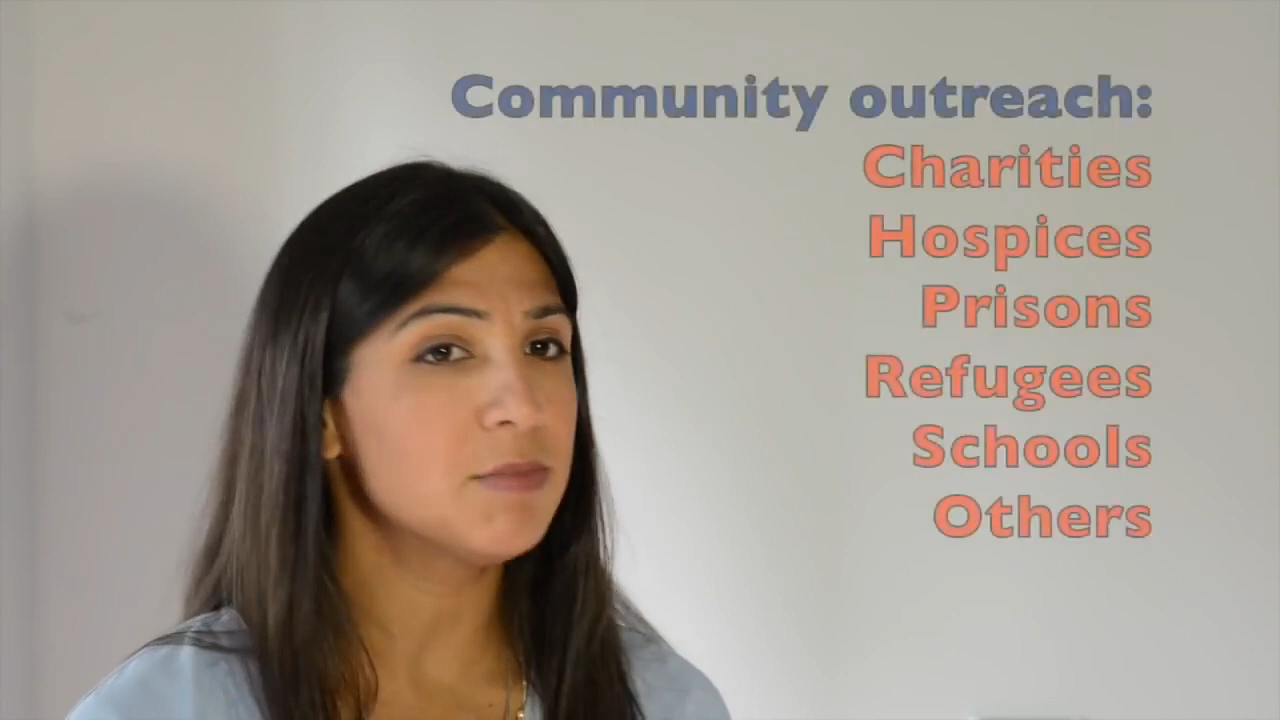 Community outreach:
Charities
Hospices
Prisons
Refugees
Schools
Others